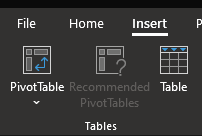 File Home Insert P
PivotTable Recommended Table
PivotTables
Tables